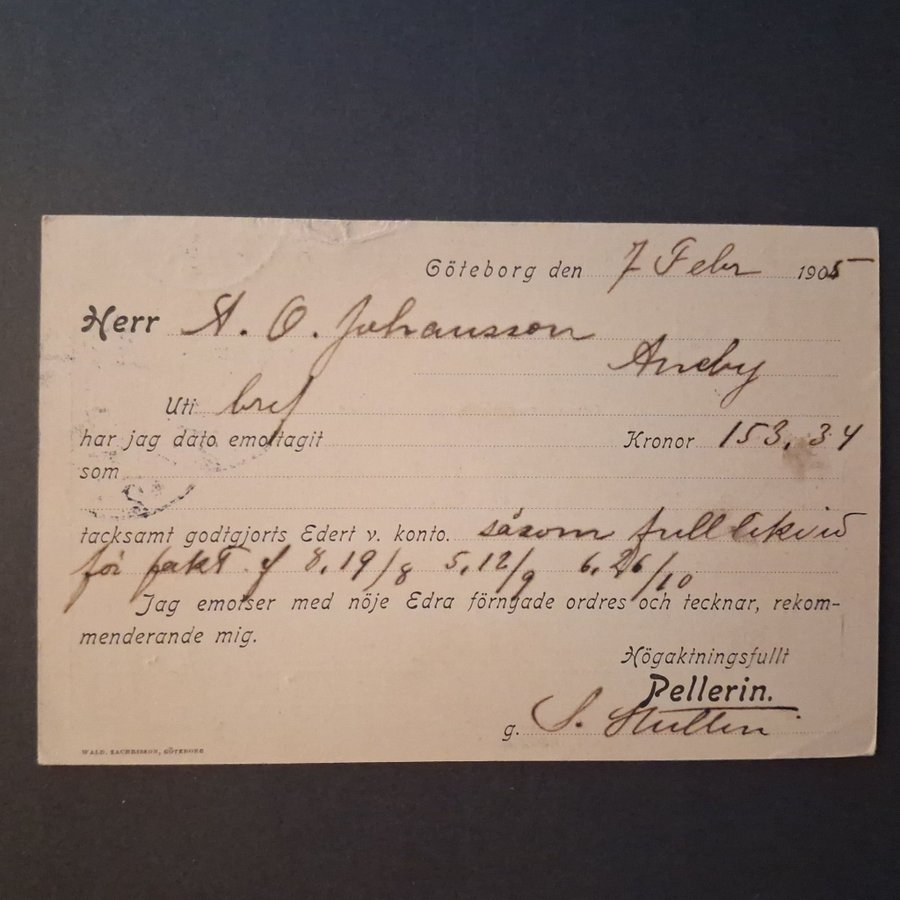 Göteborg den 7 Febr 1905
Herr A. O. Johansson
Aneby
Uti bref
har jag dato emottagit Kronor 153,34
som
tacksamt godtgjorts Edert v. konto. såsom full likvid
för fakt. af 8,19/8 5,12/9 6,26/10
Jag emotser med nöje Edra förnyade ordres och tecknar, rekom-
menderande mig.
Högaktningsfullt
Pellerin.
g. S.
WALD. ZACHRISSON, GÖTEBORG